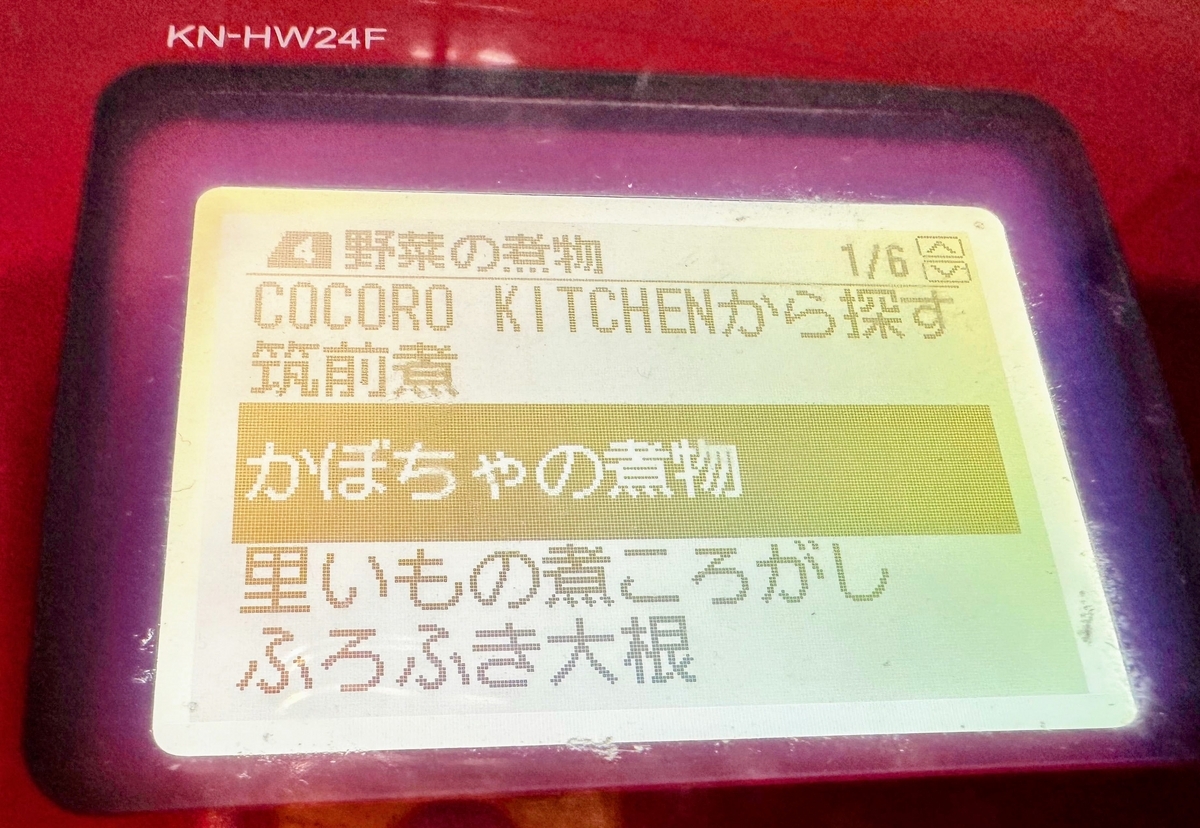 KN-HW24F
4 野菜の煮物 1/6
COCORO KITCHENから探す
筑前煮
かぼちゃの煮物
里いもの煮ころがし
ふろふき大根